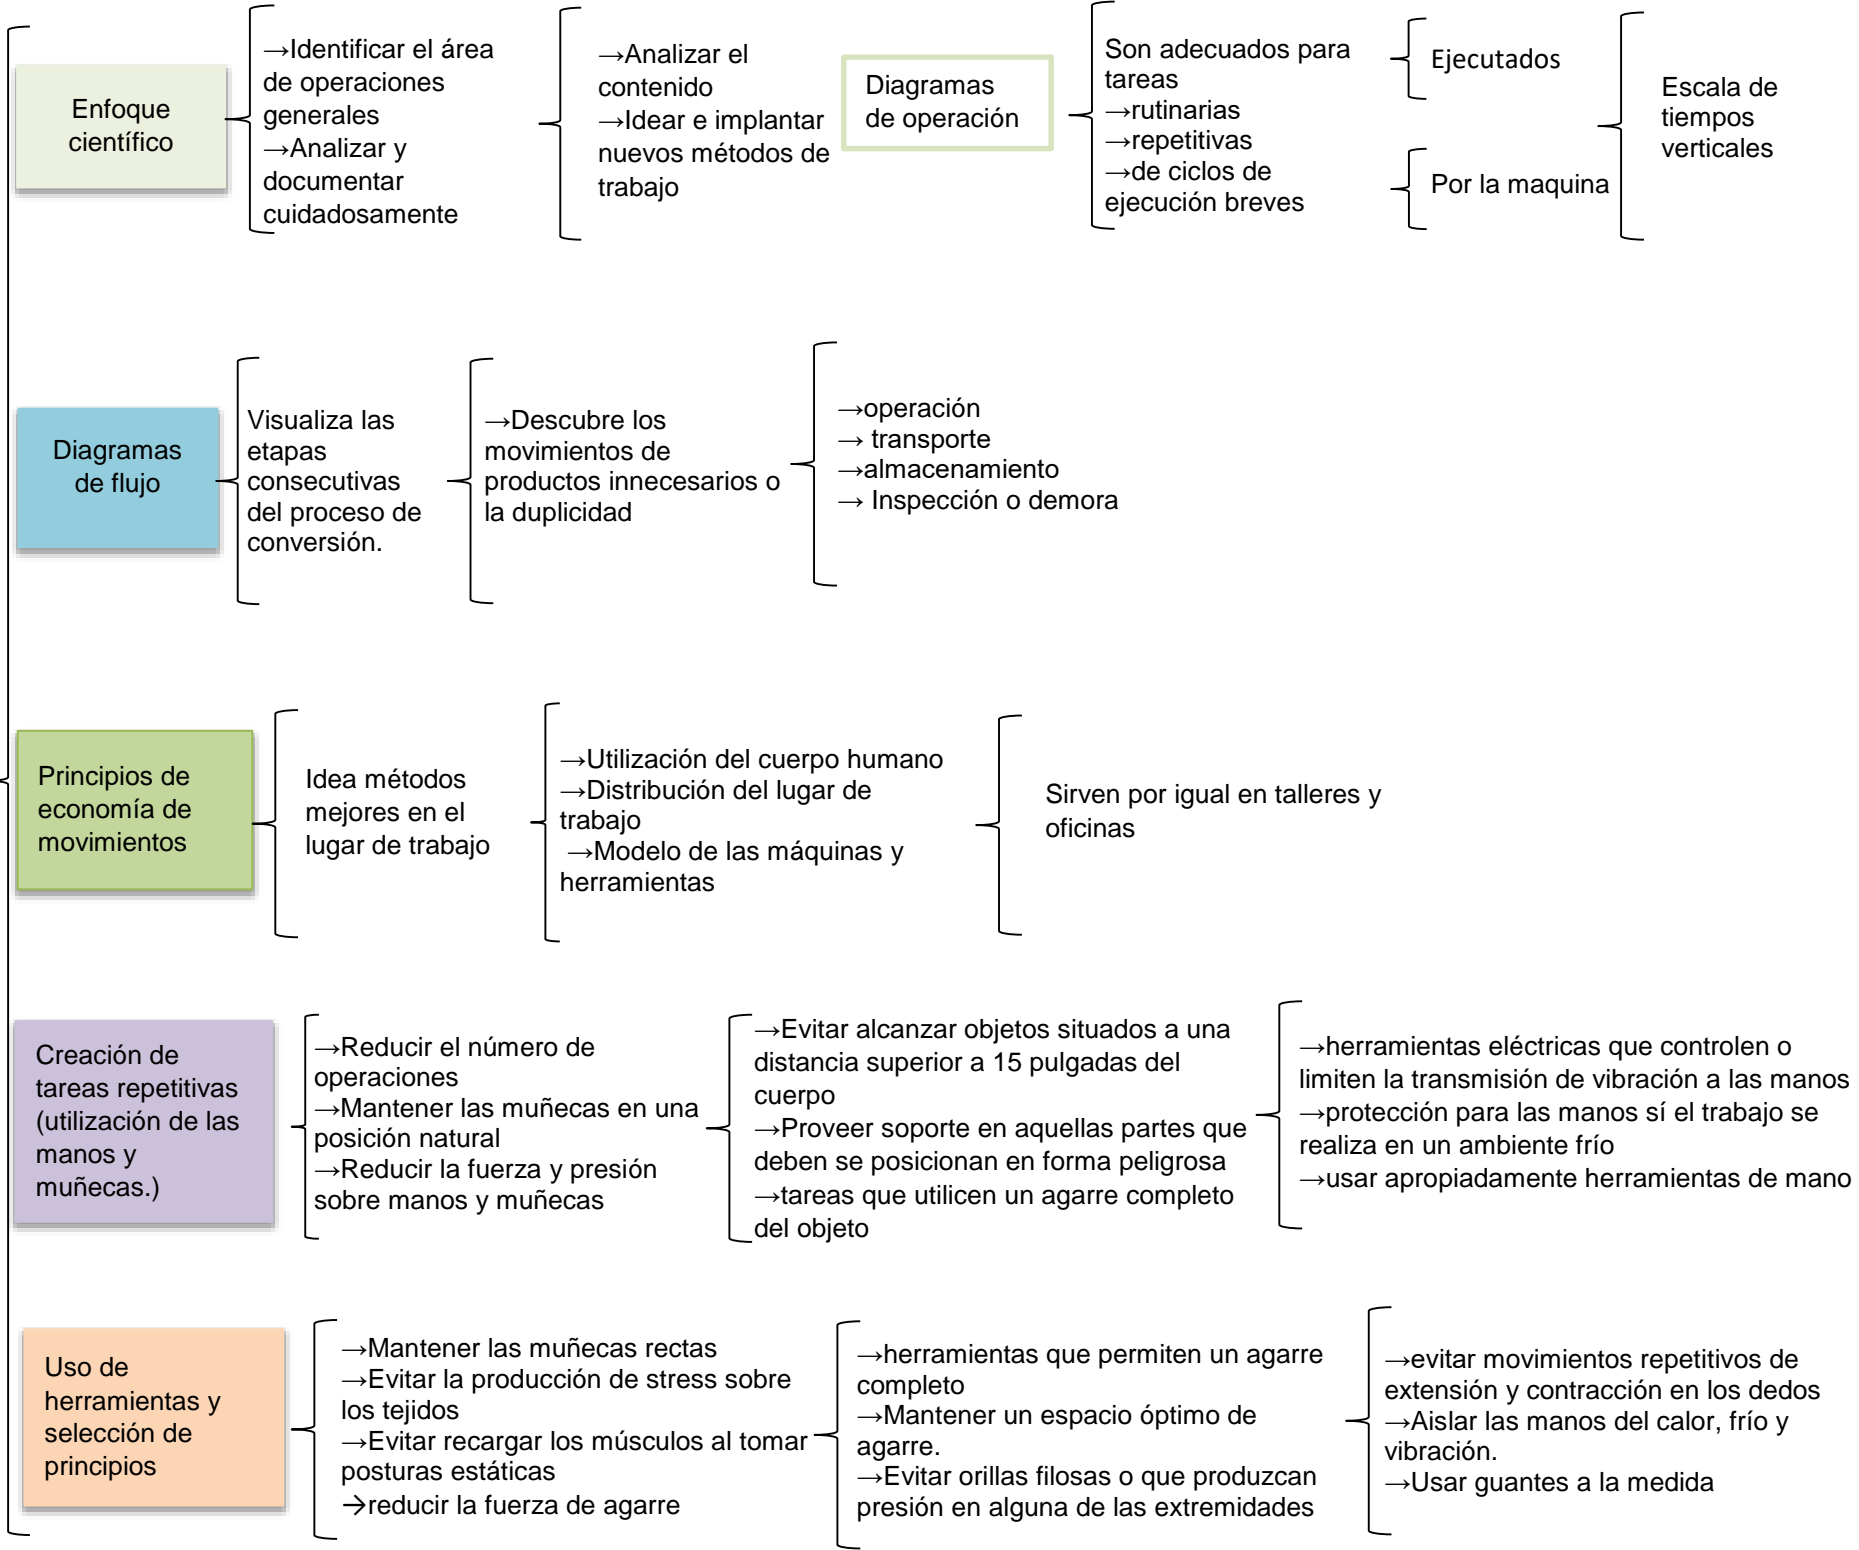 Enfoque
científico
→Identificar el área
de operaciones
generales
→Analizar y
documentar
cuidadosamente
→Analizar el
contenido
→Idear e implantar
nuevos métodos de
trabajo
Diagramas
de operación
Son adecuados para
tareas
→rutinarias
→repetitivas
→de ciclos de
ejecución breves
Ejecutados
Por la maquina
Escala de
tiempos
verticales
Diagramas
de flujo
Visualiza las
etapas
consecutivas
del proceso de
conversión.
→Descubre los
movimientos de
productos innecesarios o
la duplicidad
→operación
→ transporte
→almacenamiento
→ Inspección o demora
Principios de
economía de
movimientos
Idea métodos
mejores en el
lugar de trabajo
→Utilización del cuerpo humano
→Distribución del lugar de
trabajo
→Modelo de las máquinas y
herramientas
Sirven por igual en talleres y
oficinas
Creación de
tareas repetitivas
(utilización de las
manos y
muñecas.)
→Reducir el número de
operaciones
→Mantener las muñecas en una
posición natural
→Reducir la fuerza y presión
sobre manos y muñecas
→Evitar alcanzar objetos situados a una
distancia superior a 15 pulgadas del
cuerpo
→Proveer soporte en aquellas partes que
deben se posicionan en forma peligrosa
→tareas que utilicen un agarre completo
del objeto
→herramientas eléctricas que controlen o
limiten la transmisión de vibración a las manos
→protección para las manos sí el trabajo se
realiza en un ambiente frío
→usar apropiadamente herramientas de mano
Uso de
herramientas y
selección de
principios
→Mantener las muñecas rectas
→Evitar la producción de stress sobre
los tejidos
→Evitar recargar los músculos al tomar
posturas estáticas
→reducir la fuerza de agarre
→herramientas que permiten un agarre
completo
→Mantener un espacio óptimo de
agarre.
→Evitar orillas filosas o que produzcan
presión en alguna de las extremidades
→evitar movimientos repetitivos de
extensión y contracción en los dedos
→Aislar las manos del calor, frío y
vibración.
→Usar guantes a la medida